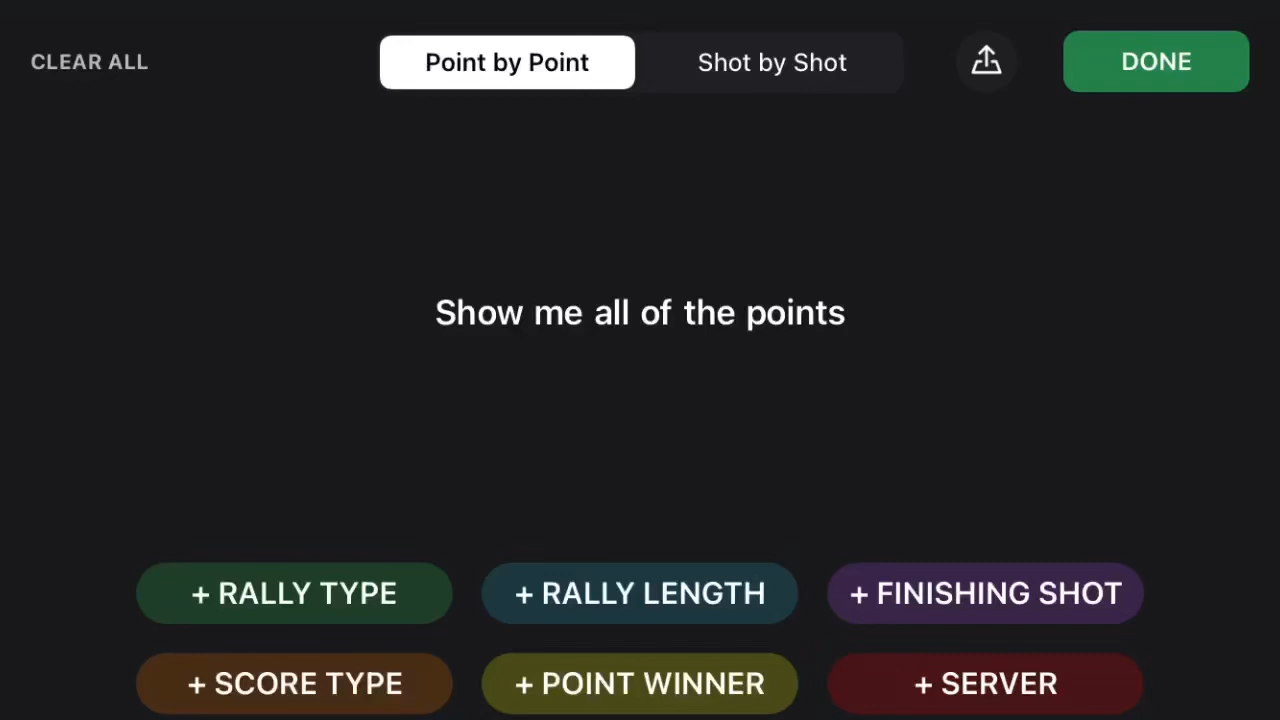 CLEAR ALL
Point by Point
Shot by Shot
DONE
Show me all of the points
+ RALLY TYPE
+ RALLY LENGTH
+ FINISHING SHOT
+ SCORE TYPE
+ POINT WINNER
+ SERVER